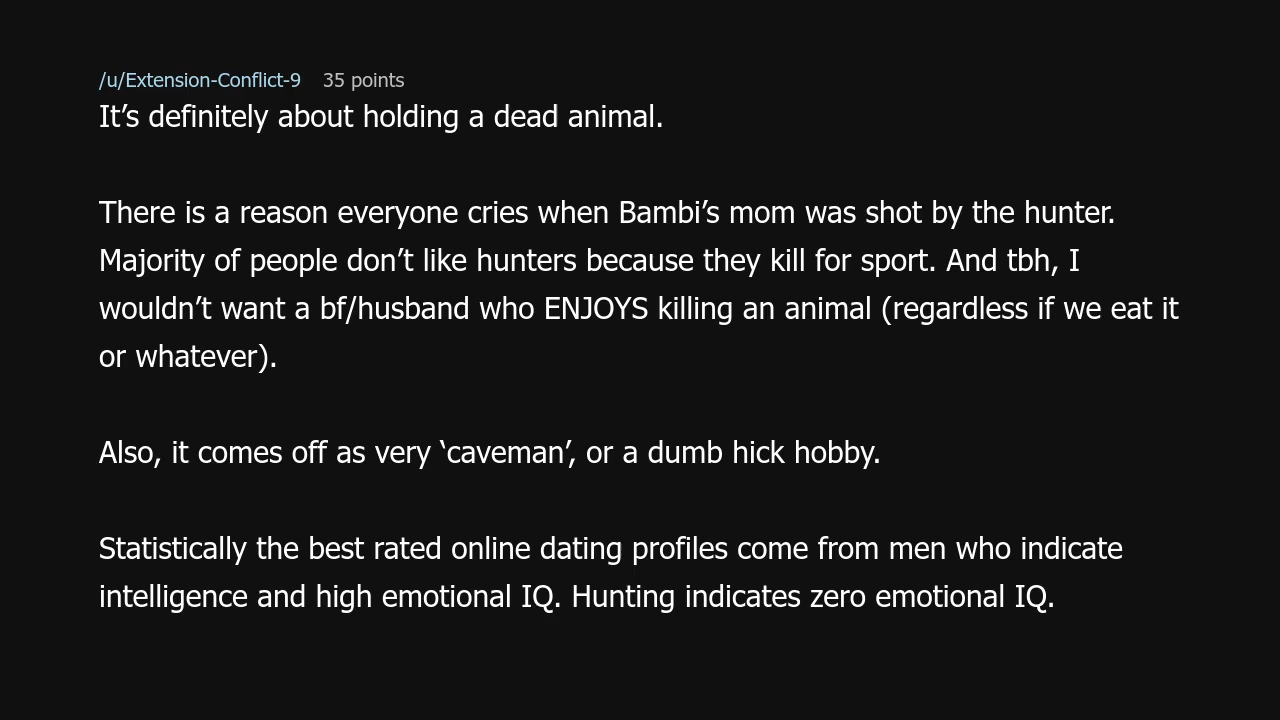 /u/Extension-Conflict-9 35 points
It’s definitely about holding a dead animal.
There is a reason everyone cries when Bambi’s mom was shot by the hunter.
Majority of people don’t like hunters because they kill for sport. And tbh, I
wouldn’t want a bf/husband who ENJOYS killing an animal (regardless if we eat it
or whatever).
Also, it comes off as very ‘caveman’, or a dumb hick hobby.
Statistically the best rated online dating profiles come from men who indicate
intelligence and high emotional IQ. Hunting indicates zero emotional IQ.